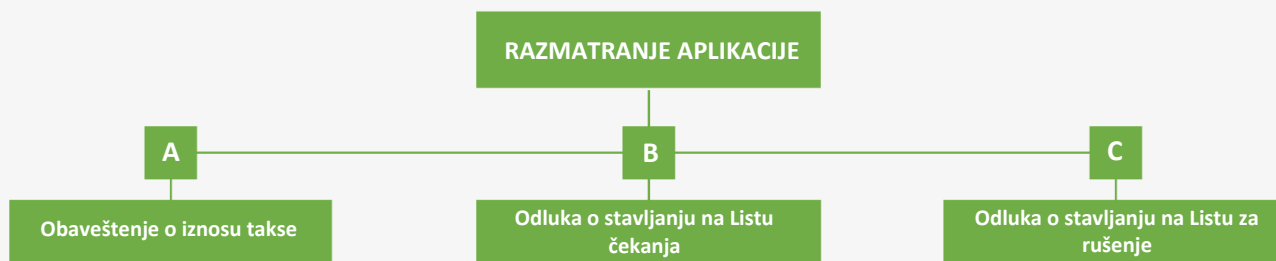 RAZMATRANJE APLIKACIJE
A
B
C
Obaveštenje o iznosu takse
Odluka o stavljanju na Listu
čekanja
Odluka o stavljanju na Listu za
rušenje